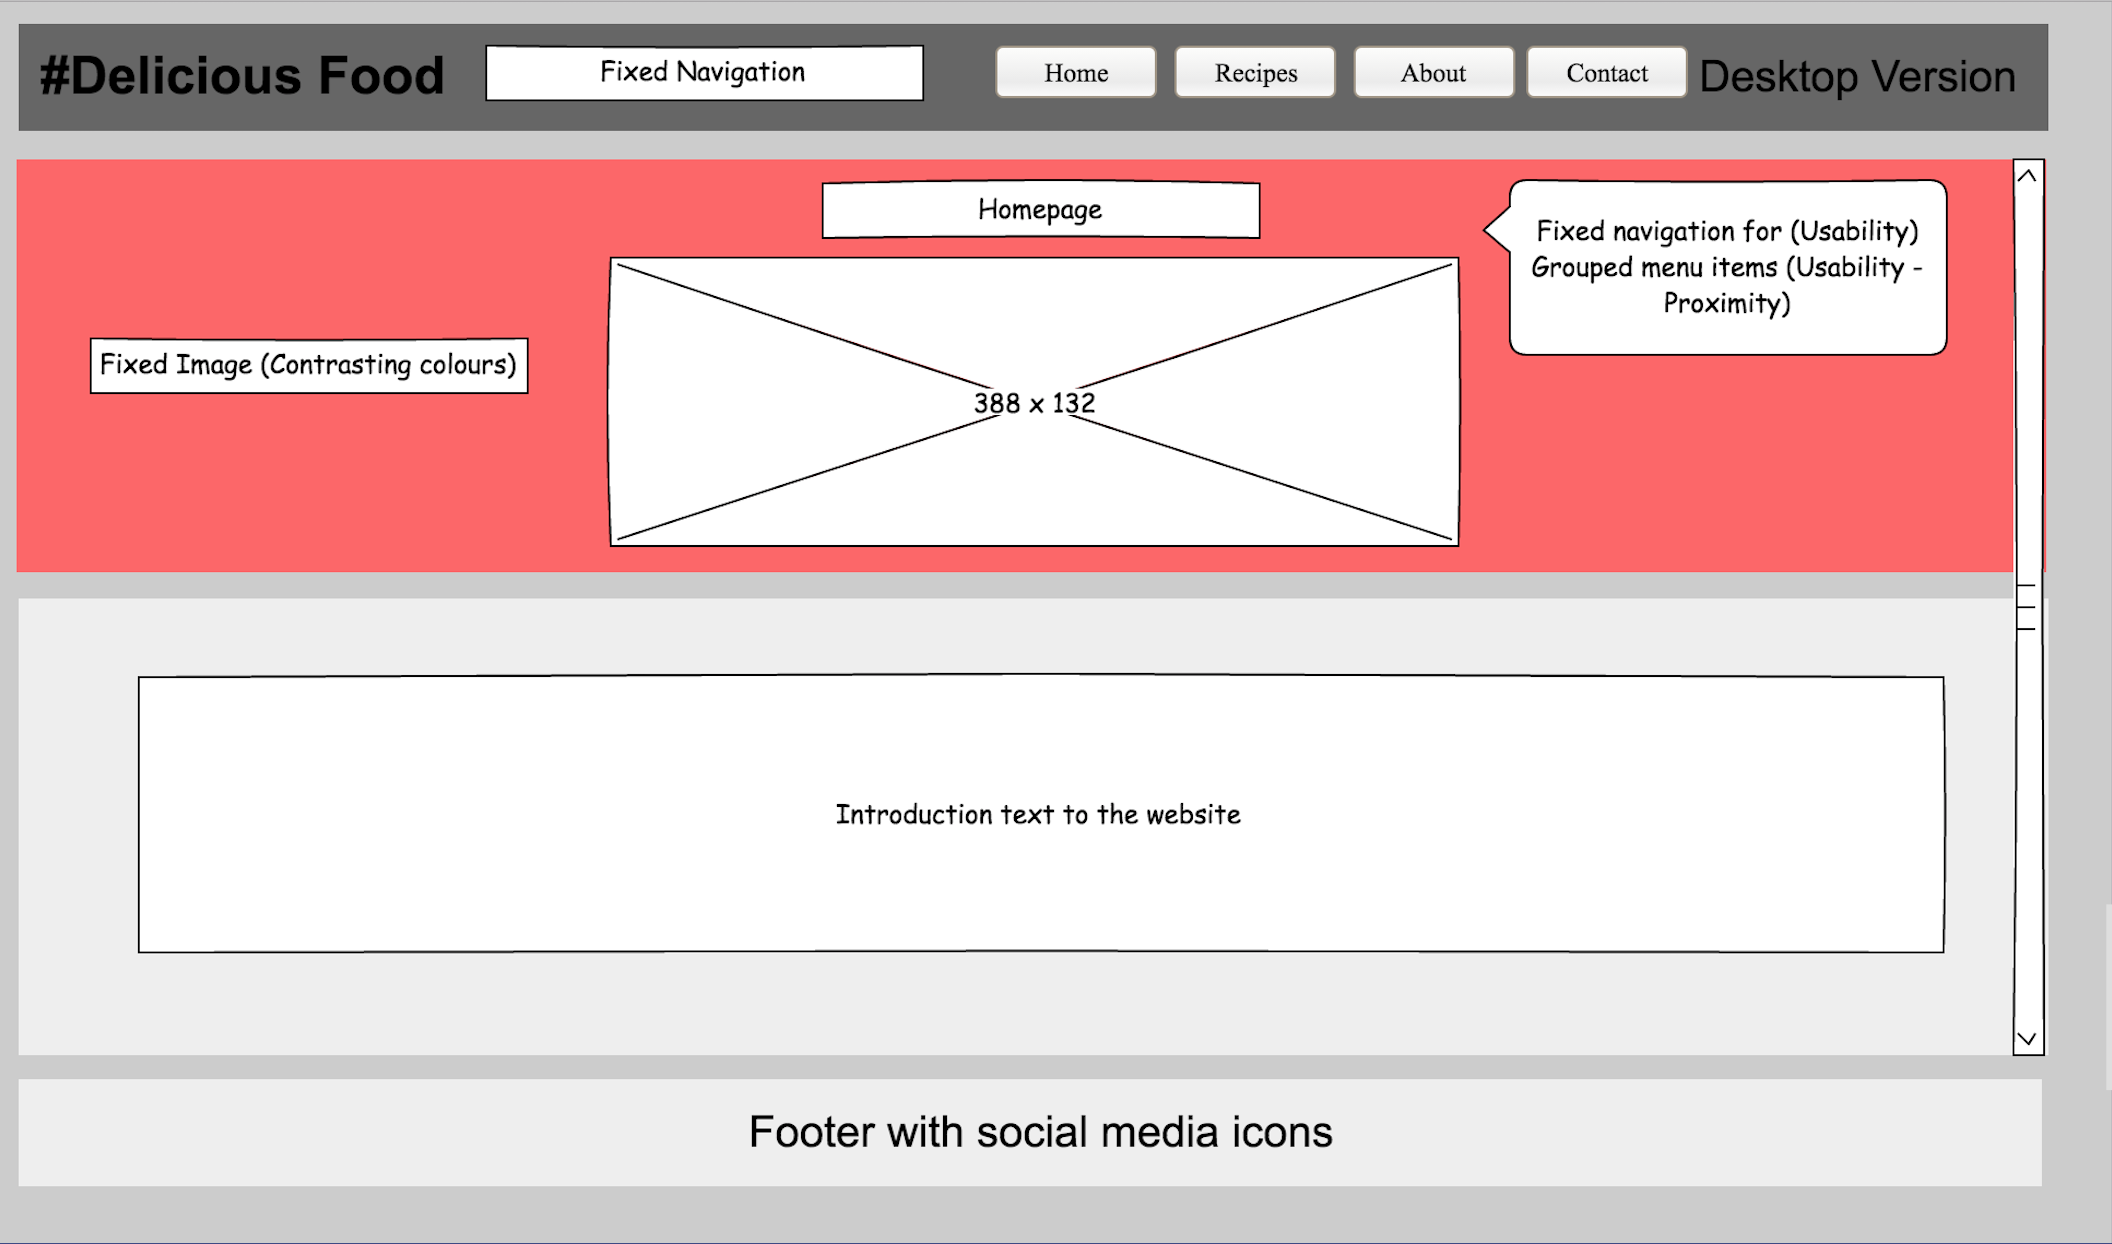 #Delicious Food
Fixed Navigation
Home
Recipes
About
Contact
Desktop Version
Homepage
Fixed navigation for (Usability)
Grouped menu items (Usability -
Proximity)
Fixed Image (Contrasting colours)
388 x 132
Introduction text to the website
Footer with social media icons